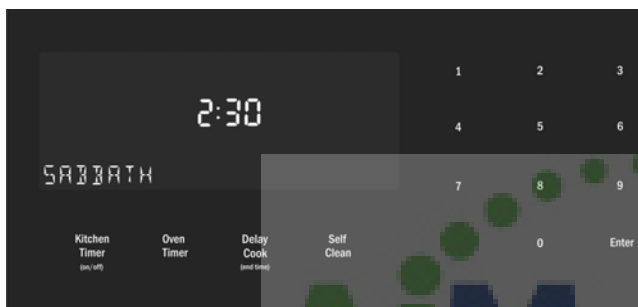 2:30
SABBATH
1 2 3
4 5 6
7 8 9
0 Enter
Kitchen Timer (on/off)
Oven Timer
Delay Cook (end time)
Self Clean